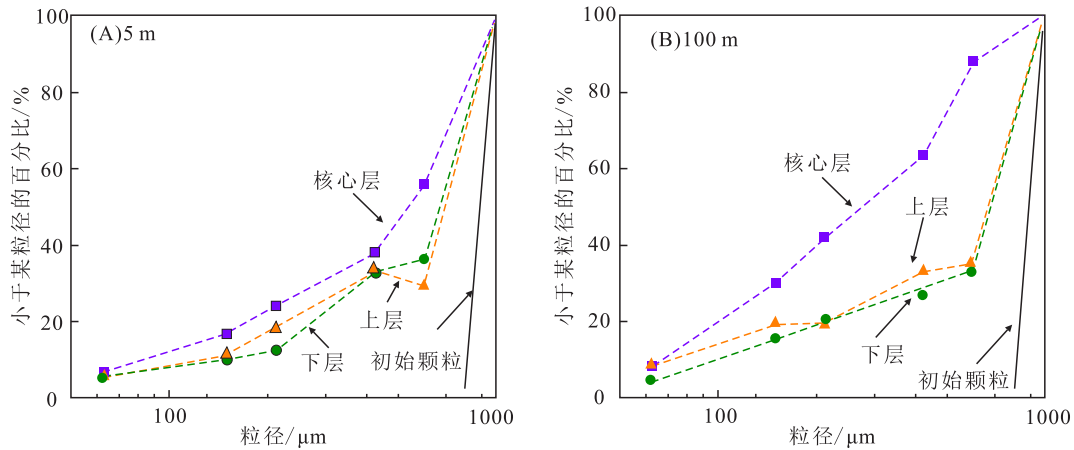 (A)5 m
小于某粒径的百分比/%
100
80
60
40
20
0
核心层
上层
下层
初始颗粒
100
1000
粒径/μm
(B)100 m
小于某粒径的百分比/%
100
80
60
40
20
0
核心层
上层
下层
初始颗粒
100
1000
粒径/μm